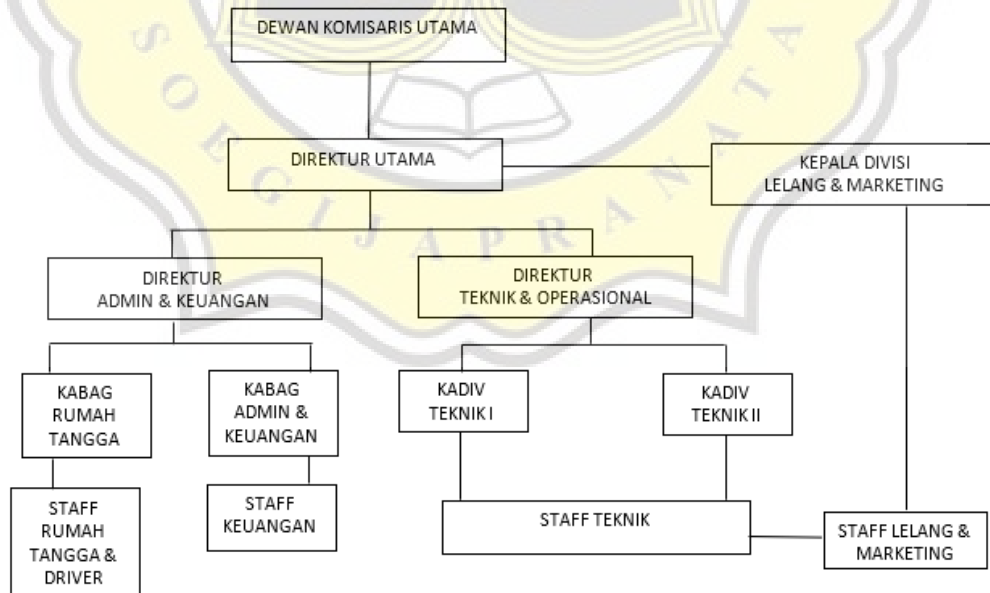 DEWAN KOMISARIS UTAMA
DIREKTUR UTAMA
KEPALA DIVISI
LELANG & MARKETING
DIREKTUR
ADMIN & KEUANGAN
DIREKTUR
TEKNIK & OPERASIONAL
KABAG
RUMAH
TANGGA
KABAG
ADMIN &
KEUANGAN
KADIV
TEKNIK I
KADIV
TEKNIK II
STAFF
RUMAH
TANGGA &
DRIVER
STAFF
KEUANGAN
STAFF TEKNIK
STAFF LELANG &
MARKETING
SOEGIJAPRANATA